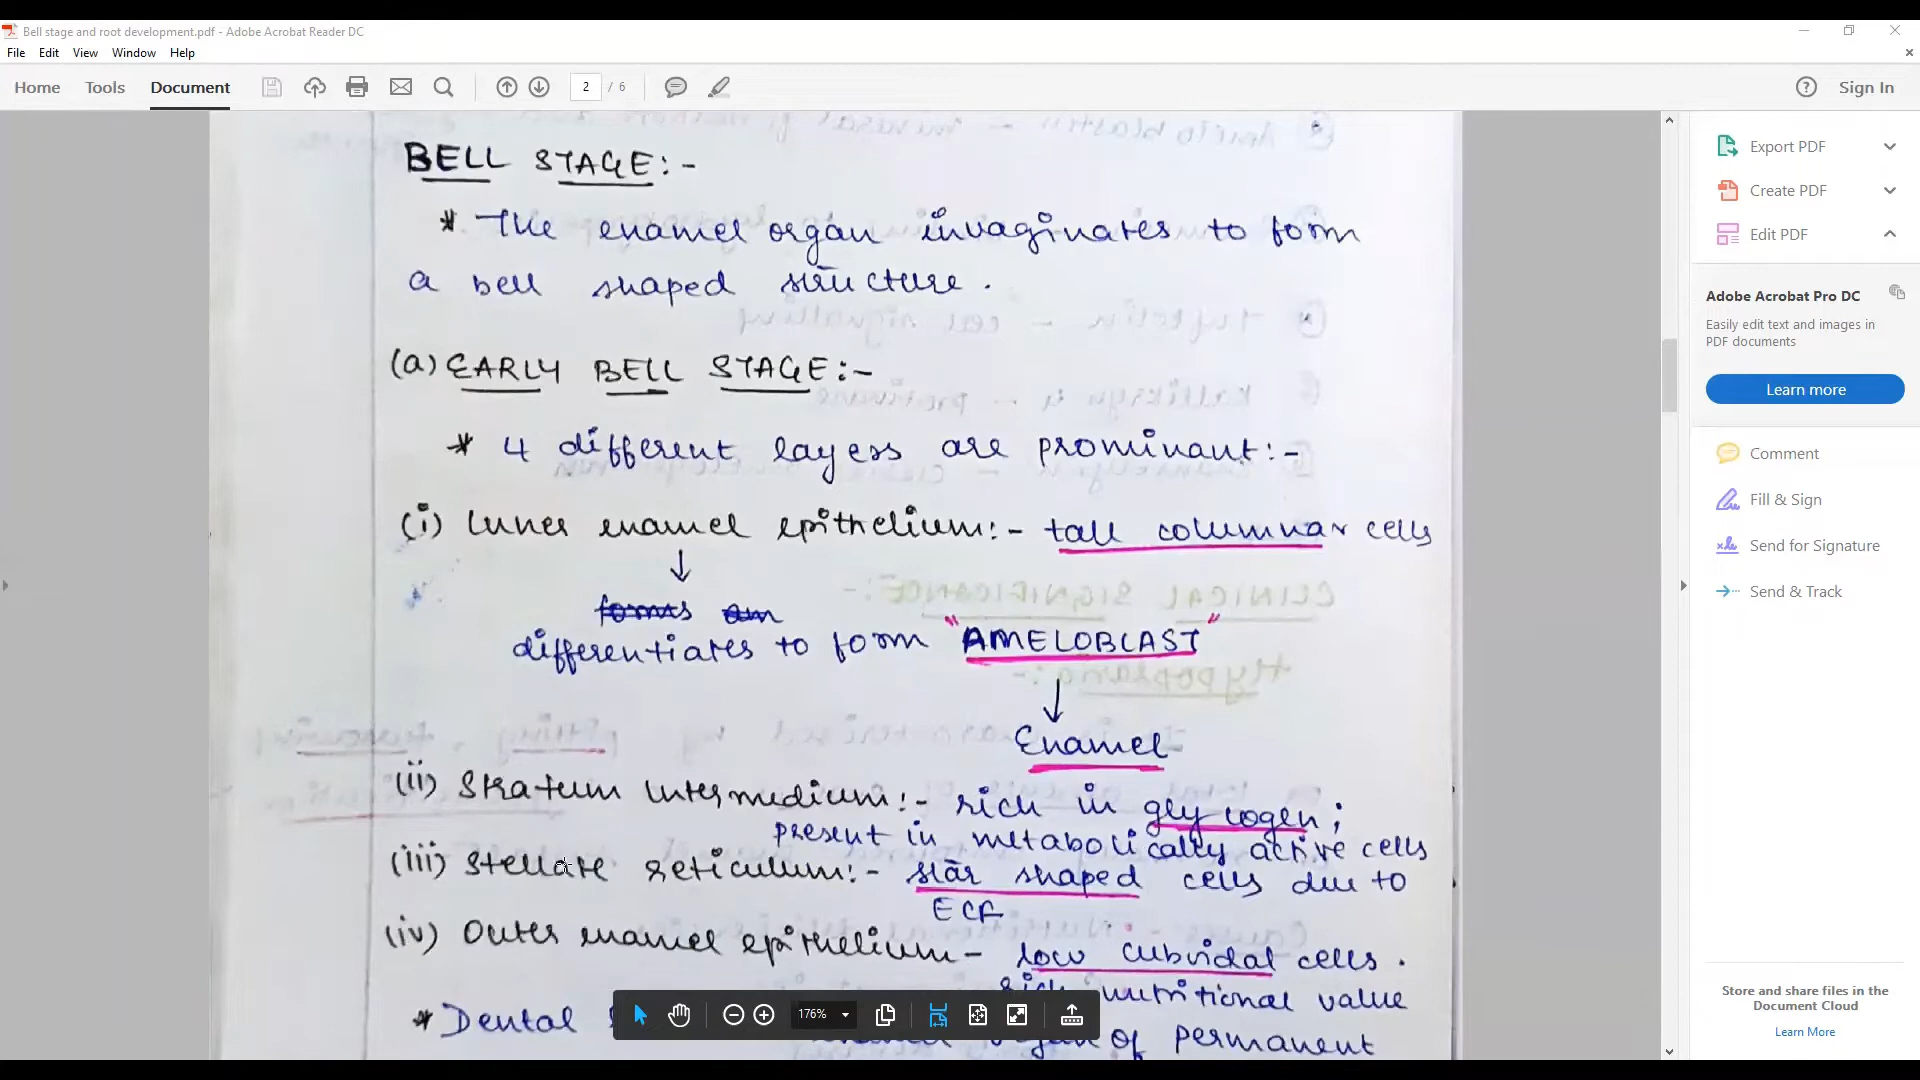 Bell stage and root development.pdf - Adobe Acrobat Reader DC
File Edit View Window Help
Home Tools Document 2 / 6 Sign In
BELL STAGE:-
* The enamel organ invaginates to form
a bell shaped structure.
(a) EARLY BELL STAGE:-
* 4 different layers are prominant:-
(i) Inner enamel epithelium:- tall columnar cells
↓
differentiates to form "AMELOBLAST"
↓
Enamel
(ii) Stratum Intermedium:- rich in glycogen;
present in metabolically active cells
(iii) Stellate reticulum:- star shaped cells due to
ECF
(iv) Outer enamel epithelium- low cuboidal cells.
rich nutritional value
* Dental
organ of permanent
176%
Export PDF
Create PDF
Edit PDF
Adobe Acrobat Pro DC
Easily edit text and images in
PDF documents
Learn more
Comment
Fill & Sign
Send for Signature
Send & Track
Store and share files in the
Document Cloud
Learn More